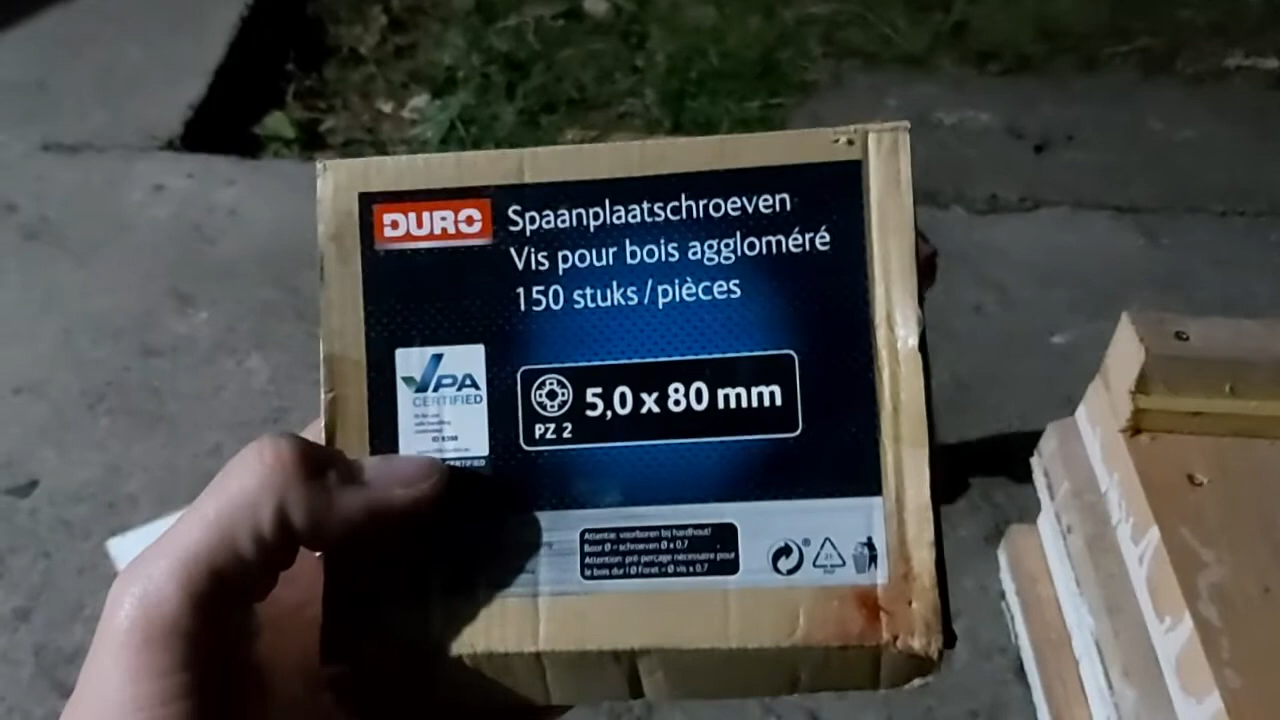 DURO
Spaanplaatschroeven
Vis pour bois aggloméré
150 stuks/pièces
VPA
CERTIFIED
PZ 2
5,0 x 80 mm
CERTIFIED
Attentie: voorboren bij hardhout!
Boor Ø = schroeven Ø x 0.7
Attention: pré perçage nécessaire pour
le bois dur ! Ø Foret = Ø vis x 0.7